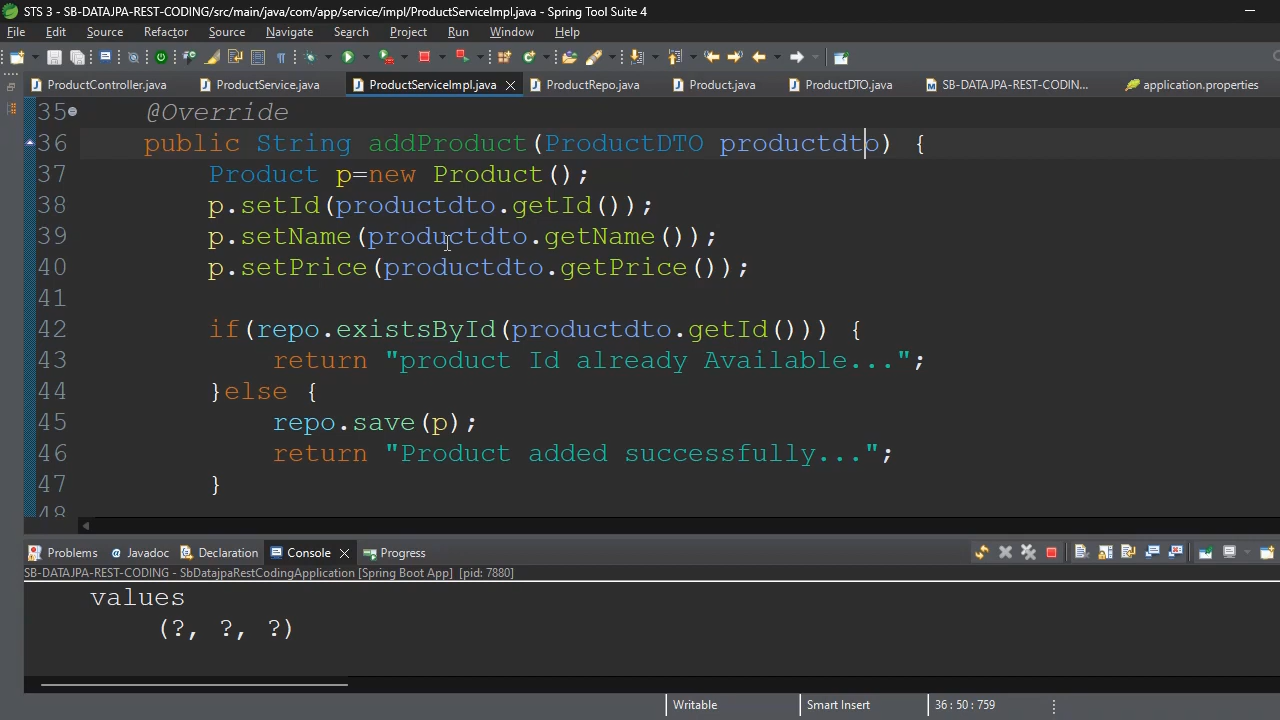 STS 3 - SB-DATAJPA-REST-CODING/src/main/java/com/app/service/impl/ProductServiceImpl.java - Spring Tool Suite 4
File Edit Source Refactor Source Navigate Search Project Run Window Help
ProductController.java ProductService.java ProductServiceImpl.java ProductRepo.java Product.java ProductDTO.java SB-DATAJPA-REST-CODIN... application.properties
35 @Override
36 public String addProduct(ProductDTO productdto) {
37 Product p=new Product();
38 p.setId(productdto.getId());
39 p.setName(productdto.getName());
40 p.setPrice(productdto.getPrice());
41
42 if(repo.existsById(productdto.getId())) {
43 return "product Id already Available...";
44 }else {
45 repo.save(p);
46 return "Product added successfully...";
47 }
48
Problems Javadoc Declaration Console Progress
SB-DATAJPA-REST-CODING - SbDatajpaRestCodingApplication [Spring Boot App] [pid: 7880]
values
(?, ?, ?)
Writable Smart Insert 36 : 50 : 759